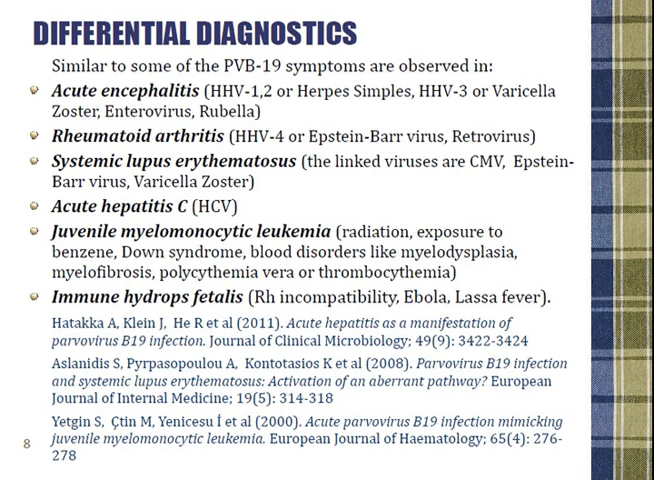 DIFFERENTIAL DIAGNOSTICS
Similar to some of the PVB-19 symptoms are observed in:
Acute encephalitis (HHV-1,2 or Herpes Simples, HHV-3 or Varicella
Zoster, Enterovirus, Rubella)
Rheumatoid arthritis (HHV-4 or Epstein-Barr virus, Retrovirus)
Systemic lupus erythematosus (the linked viruses are CMV, Epstein-
Barr virus, Varicella Zoster)
Acute hepatitis C (HCV)
Juvenile myelomonocytic leukemia (radiation, exposure to
benzene, Down syndrome, blood disorders like myelodysplasia,
myelofibrosis, polycythemia vera or thrombocythemia)
Immune hydrops fetalis (Rh incompatibility, Ebola, Lassa fever).
Hatakka A, Klein J, He R et al (2011). Acute hepatitis as a manifestation of
parvovirus B19 infection. Journal of Clinical Microbiology; 49(9): 3422-3424
Aslanidis S, Pyrpasopoulou A, Kontotasios K et al (2008). Parvovirus B19 infection
and systemic lupus erythematosus: Activation of an aberrant pathway? European
Journal of Internal Medicine; 19(5): 314-318
Yetgin S, Çtin M, Yenicesu İ et al (2000). Acute parvovirus B19 infection mimicking
juvenile myelomonocytic leukemia. European Journal of Haematology; 65(4): 276-
278
8